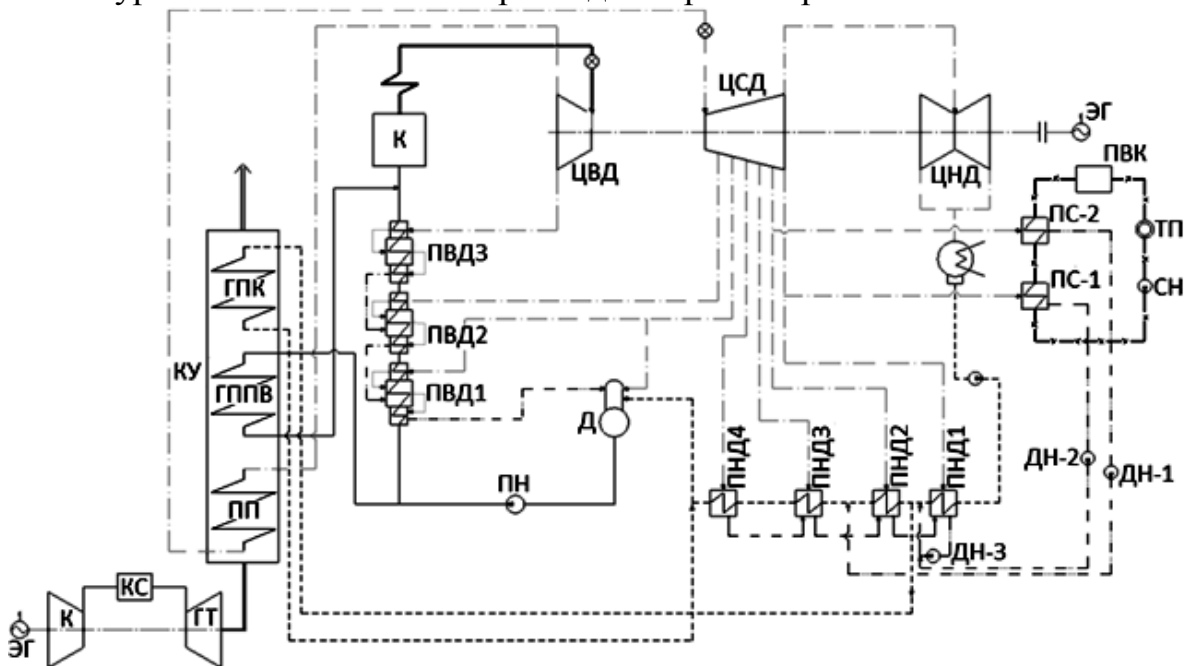 ЦСД
ЭГ
К
ЦВД
ЦНД
ПВК
ПС-2
ТП
ПВД3
ГПК
ПС-1
СН
КУ
ПВД2
ГППВ
ПВД1
Д
ПНД4
ПНД3
ПНД2
ПНД1
ДН-2
ДН-1
ПН
ПП
ДН-3
КС
К
ГТ
ЭГ